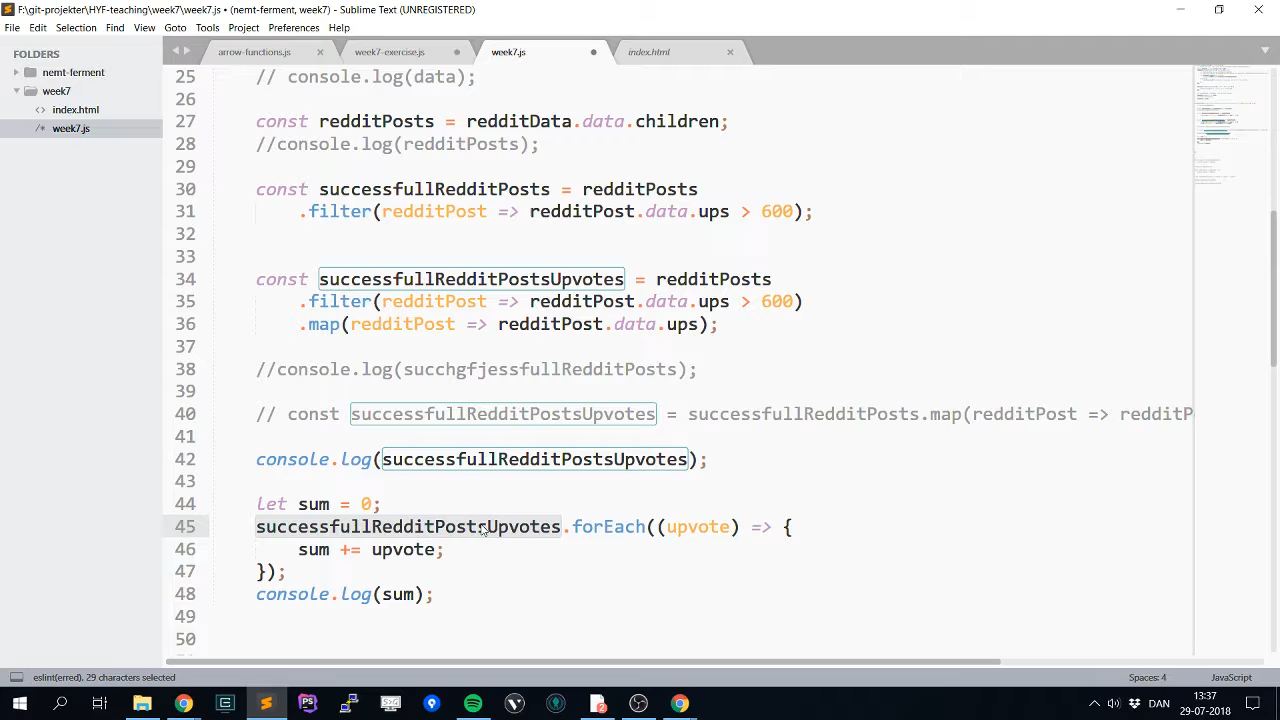 F:\git-projekter\HYF-teaching\week7\week7.js • (nemt-ferment, week7) - Sublime Text (UNREGISTERED)
File Edit Selection Find View Goto Tools Project Preferences Help
FOLDERS
nemt-ferment
week7
index.html
week7.js
arrow-functions.js
week7-exercise.js
week7.js
index.html
25 // console.log(data);
26
27 const redditPosts = redditData.data.children;
28 //console.log(redditPosts);
29
30 const successfullRedditPosts = redditPosts
31 .filter(redditPost => redditPost.data.ups > 600);
32
33
34 const successfullRedditPostsUpvotes = redditPosts
35 .filter(redditPost => redditPost.data.ups > 600)
36 .map(redditPost => redditPost.data.ups);
37
38 //console.log(succhgfjessfullRedditPosts);
39
40 // const successfullRedditPostsUpvotes = successfullRedditPosts.map(redditPost => redditP
41
42 console.log(successfullRedditPostsUpvotes);
43
44 let sum = 0;
45 successfullRedditPostsUpvotes.forEach((upvote) => {
46 sum += upvote;
47 });
48 console.log(sum);
49
50
eslint(erred), 29 characters selected
Spaces: 4
JavaScript
DAN
13:37
29-07-2018